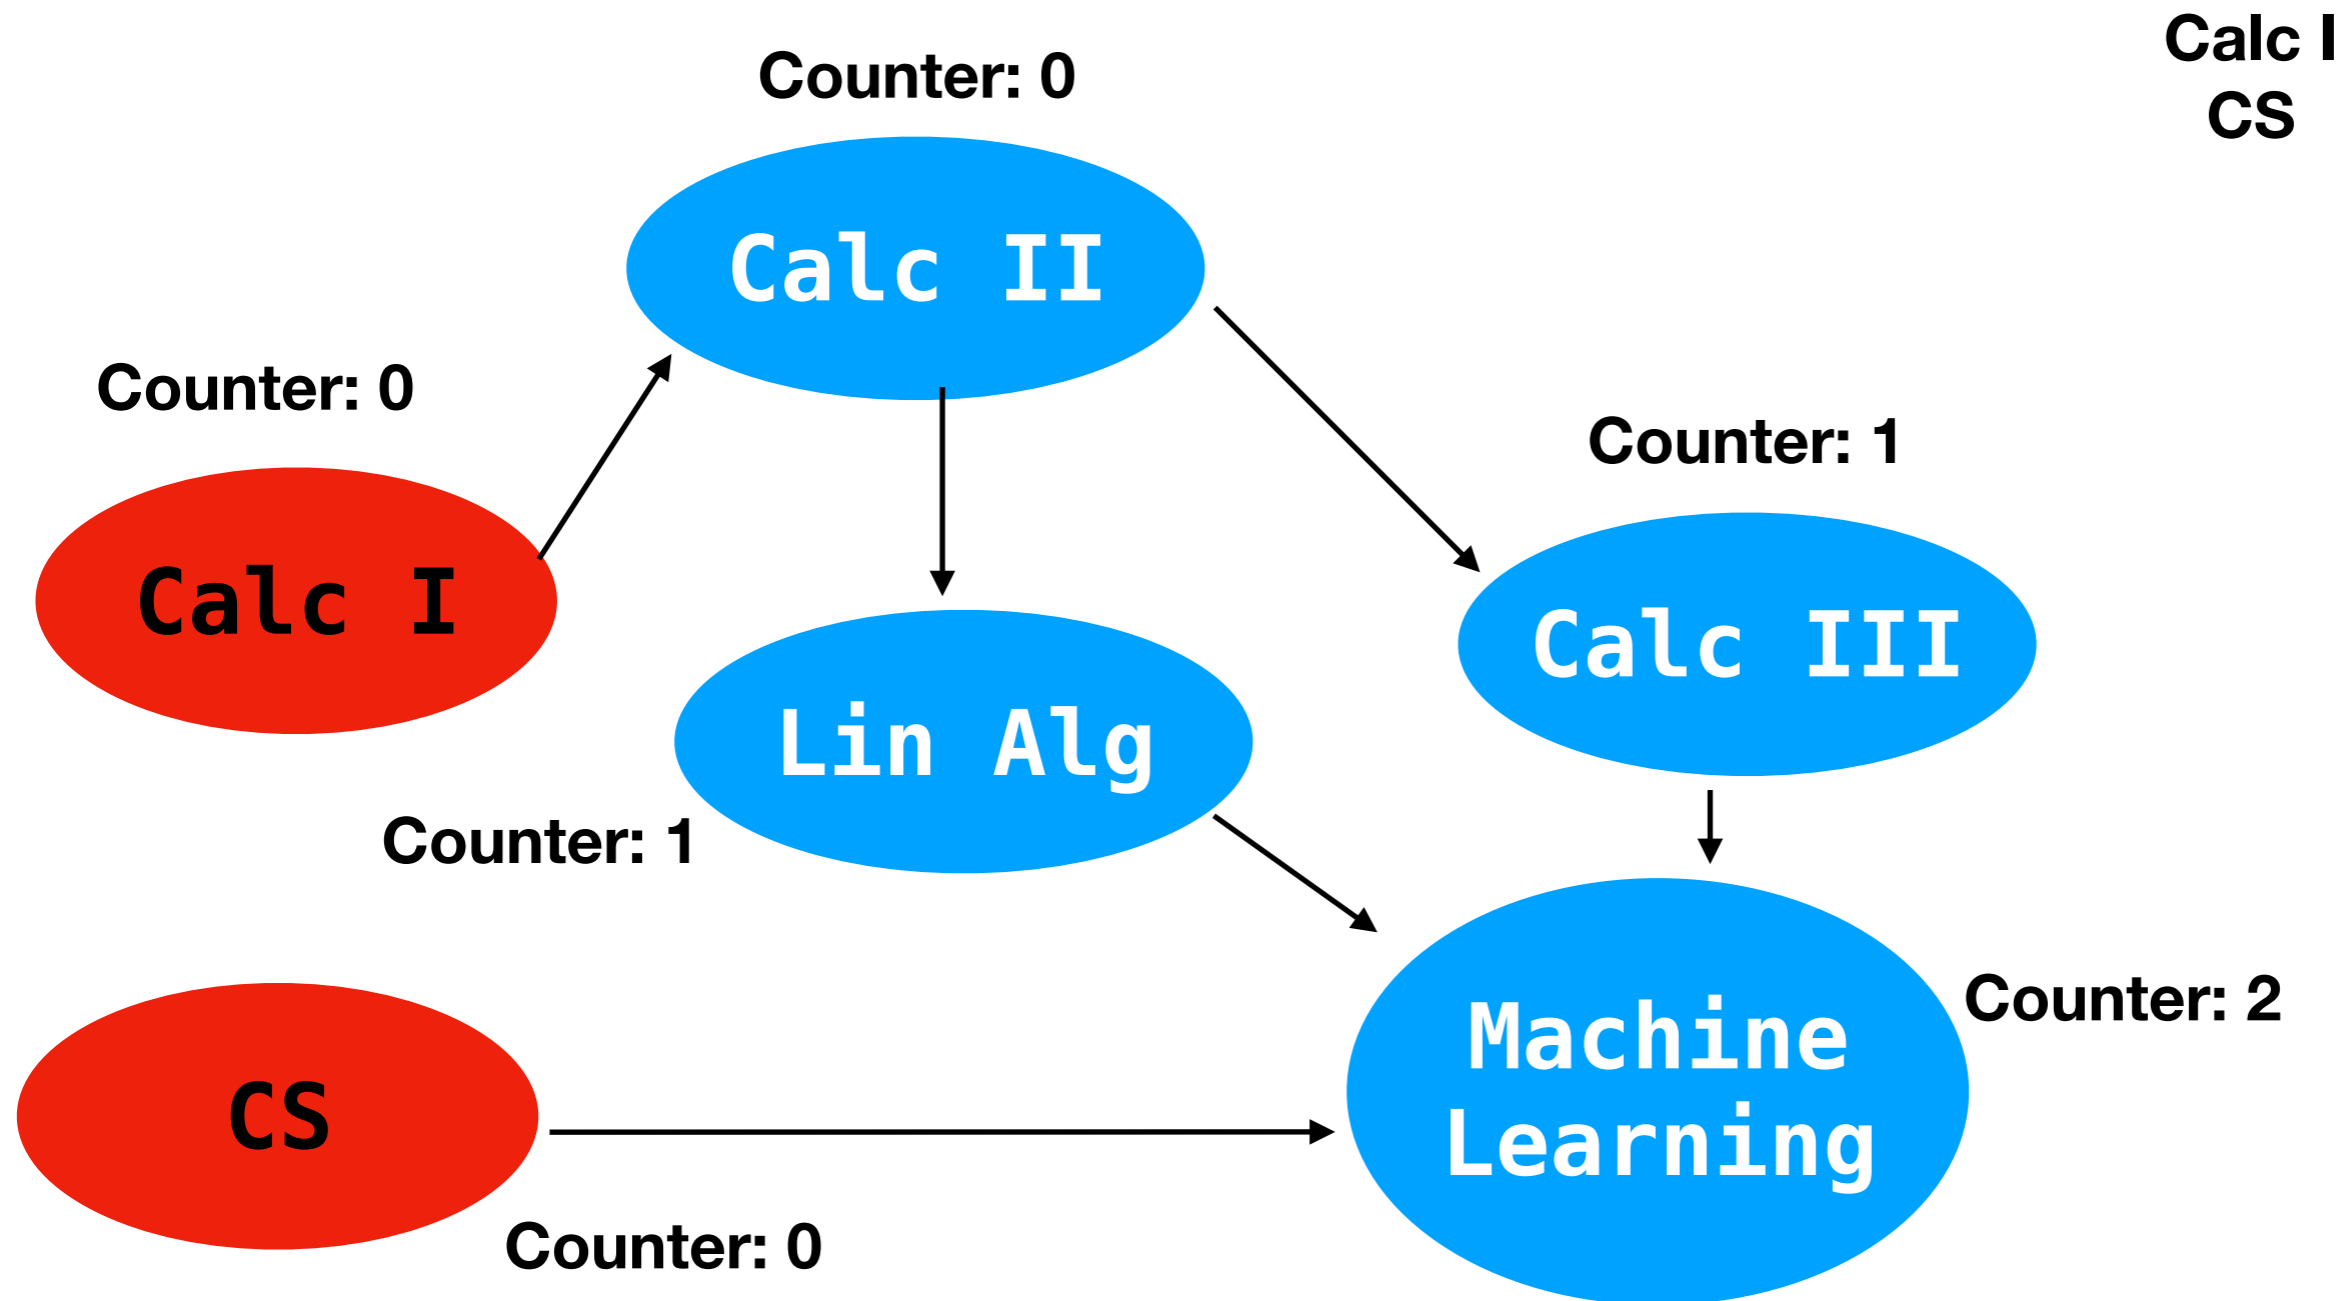 Calc I
CS
Counter: 0
Calc II
Counter: 0
Counter: 1
Calc I
Calc III
Lin Alg
Counter: 1
Counter: 2
Machine
Learning
CS
Counter: 0